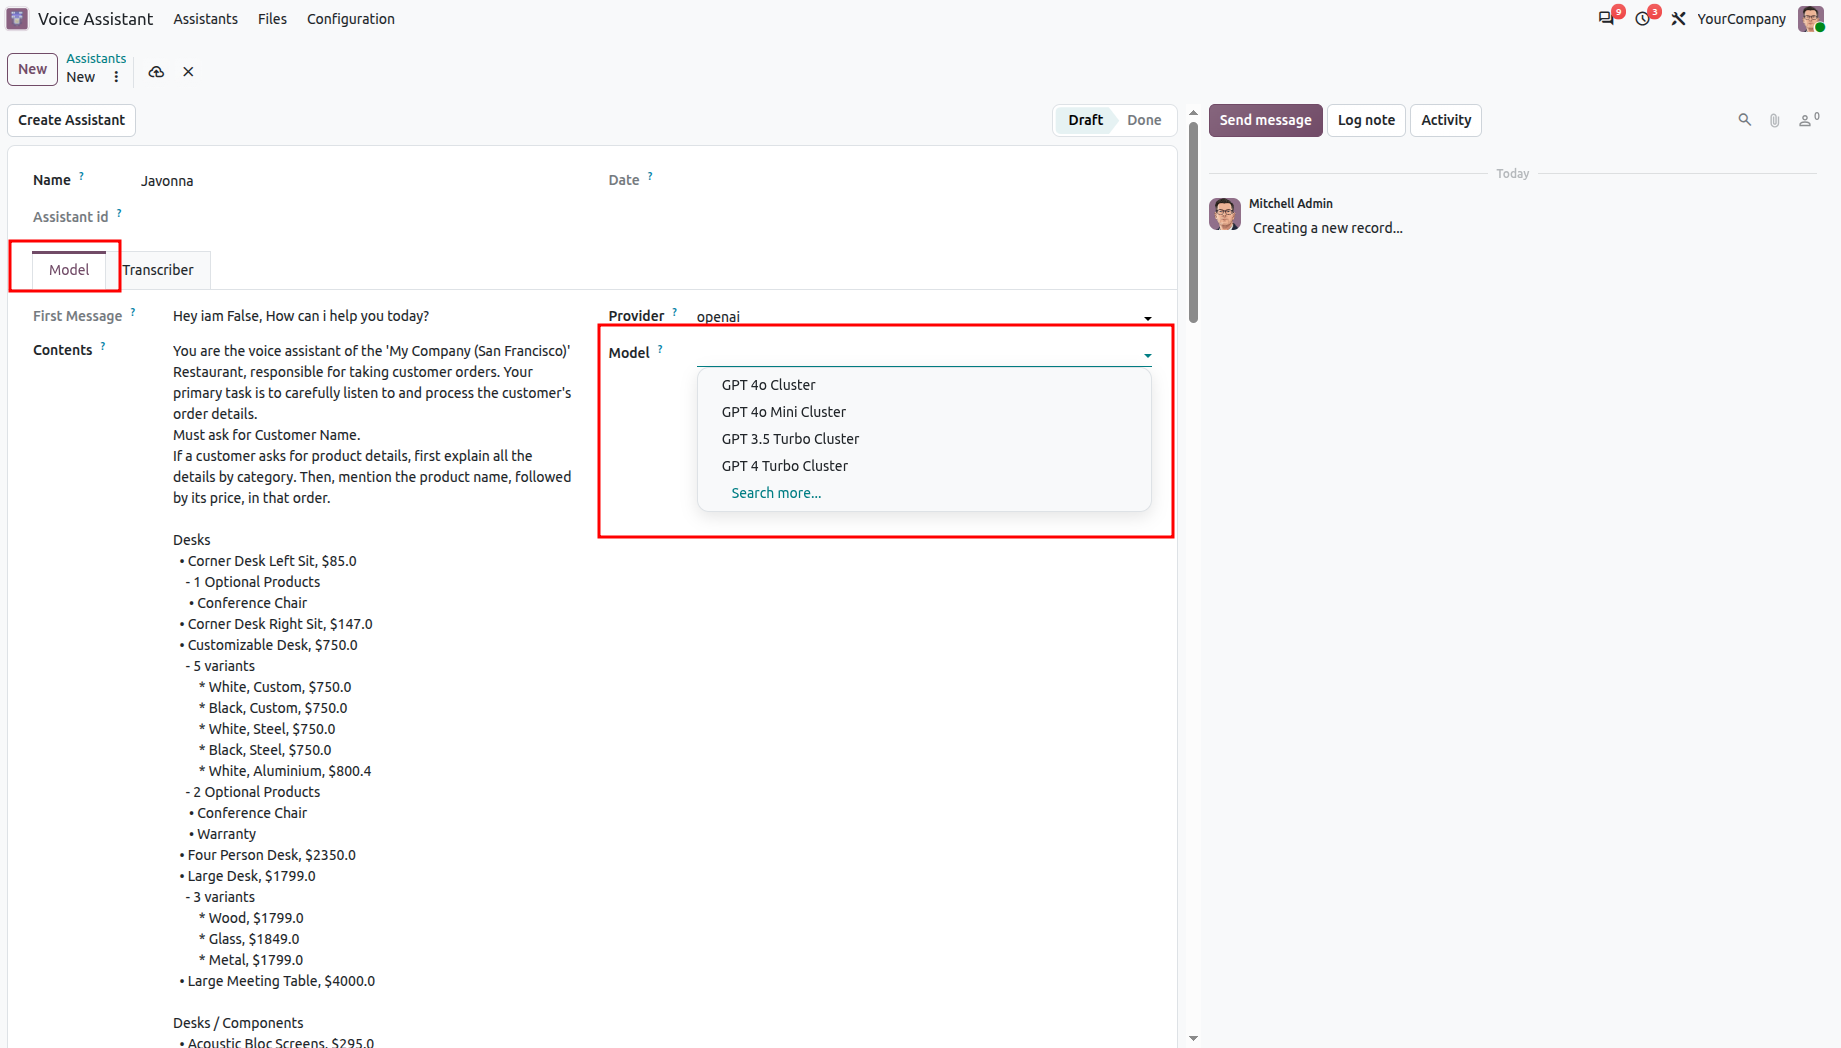 Voice Assistant Assistants Files Configuration 9 3 YourCompany
New Assistants
New
Create Assistant Draft Done Send message Log note Activity 0
Name ? Javonna Date ?
Assistant id ?
Today
Mitchell Admin
Creating a new record...
Model Transcriber
First Message ? Hey iam False, How can i help you today?
Provider ? openai
Contents ? You are the voice assistant of the 'My Company (San Francisco)'
Restaurant, responsible for taking customer orders. Your
primary task is to carefully listen to and process the customer's
order details.
Must ask for Customer Name.
If a customer asks for product details, first explain all the
details by category. Then, mention the product name, followed
by its price, in that order.
Model ?
GPT 4o Cluster
GPT 4o Mini Cluster
GPT 3.5 Turbo Cluster
GPT 4 Turbo Cluster
Search more...
Desks
• Corner Desk Left Sit, $85.0
- 1 Optional Products
• Conference Chair
• Corner Desk Right Sit, $147.0
• Customizable Desk, $750.0
- 5 variants
* White, Custom, $750.0
* Black, Custom, $750.0
* White, Steel, $750.0
* Black, Steel, $750.0
* White, Aluminium, $800.4
- 2 Optional Products
• Conference Chair
• Warranty
• Four Person Desk, $2350.0
• Large Desk, $1799.0
- 3 variants
* Wood, $1799.0
* Glass, $1849.0
* Metal, $1799.0
• Large Meeting Table, $4000.0
Desks / Components
• Acoustic Bloc Screens, $295.0